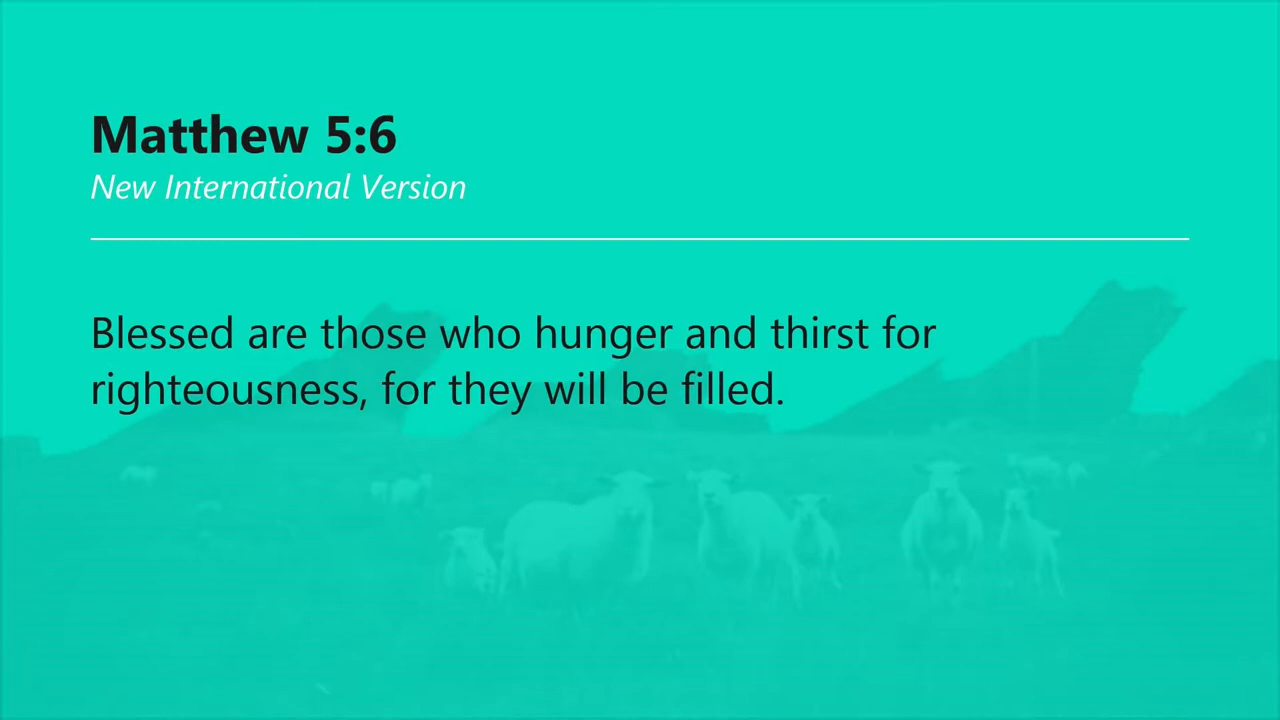 Matthew 5:6
New International Version
Blessed are those who hunger and thirst for
righteousness, for they will be filled.